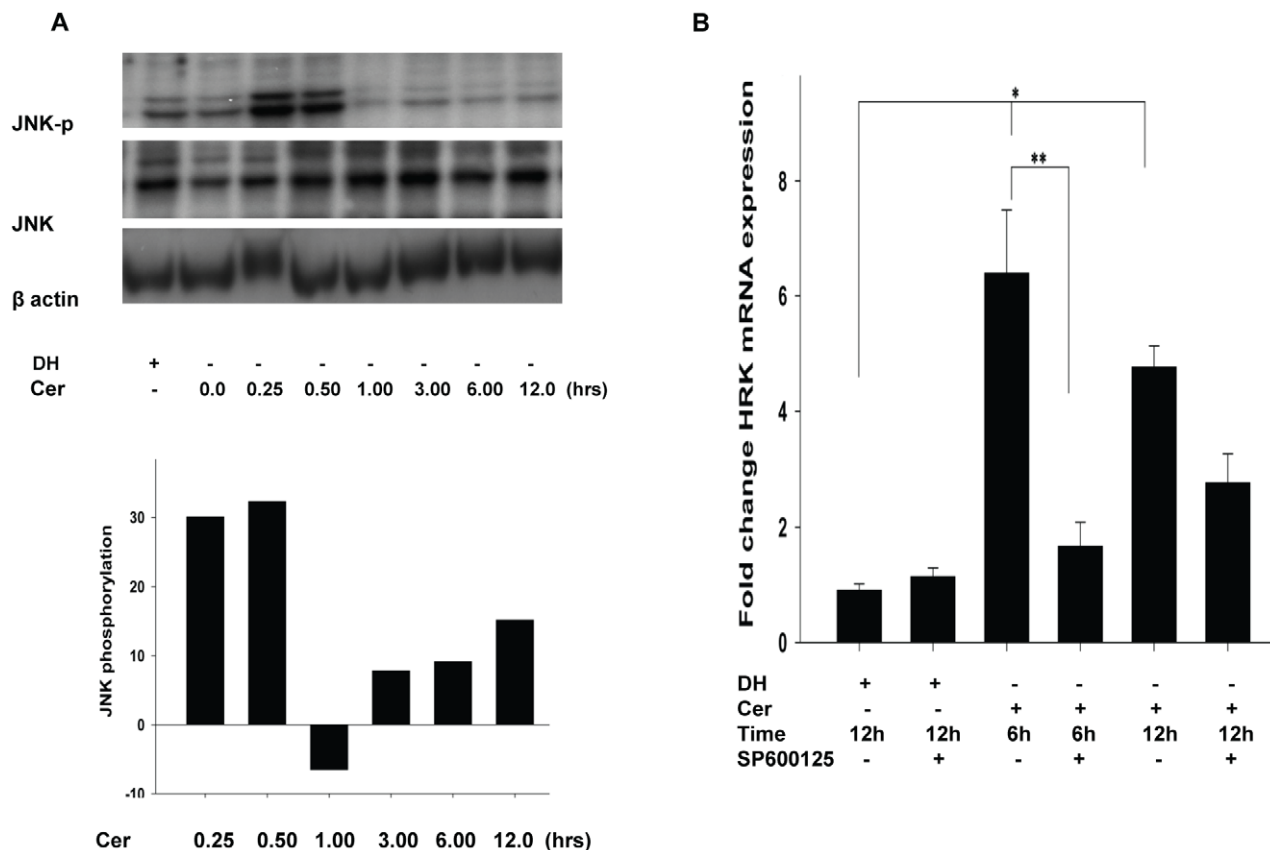 A
JNK-p
JNK
β actin
DH + - - - - - - -
Cer - 0.0 0.25 0.50 1.00 3.00 6.00 12.0 (hrs)
JNK phosphorylation
30
20
10
0
-10
Cer 0.25 0.50 1.00 3.00 6.00 12.0 (hrs)
B
Fold change HRK mRNA expression
*
**
8
6
4
2
0
DH + + - - - -
Cer - - + + + +
Time 12h 12h 6h 6h 12h 12h
SP600125 - + - + - +